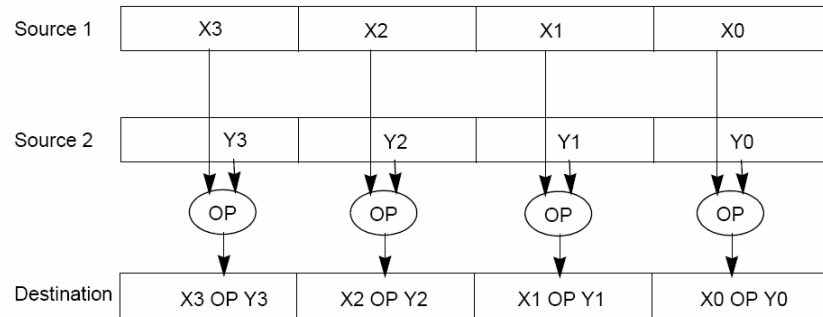 Source 1 X3 X2 X1 X0
Source 2 Y3 Y2 Y1 Y0
OP OP OP OP
Destination X3 OP Y3 X2 OP Y2 X1 OP Y1 X0 OP Y0